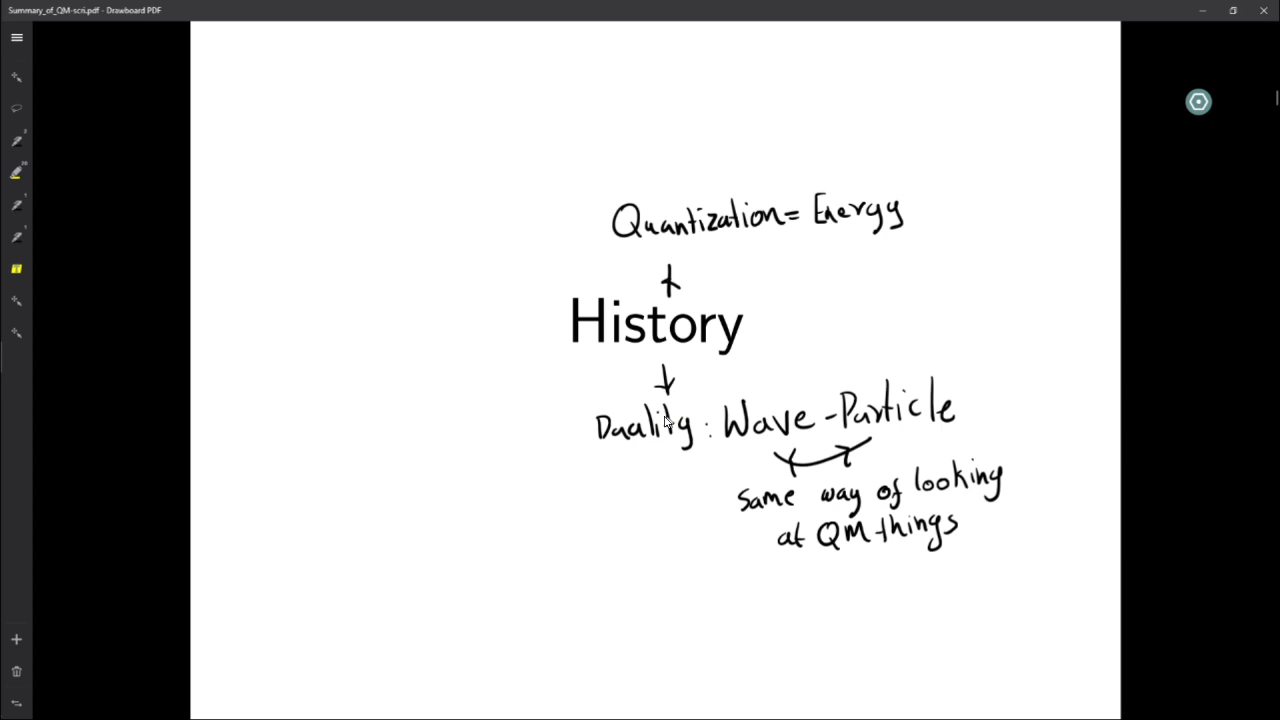 Summary_of_QM-scri.pdf - Drawboard PDF
Quantization = Energy
History
Duality : Wave - Particle
same way of looking
at QM things